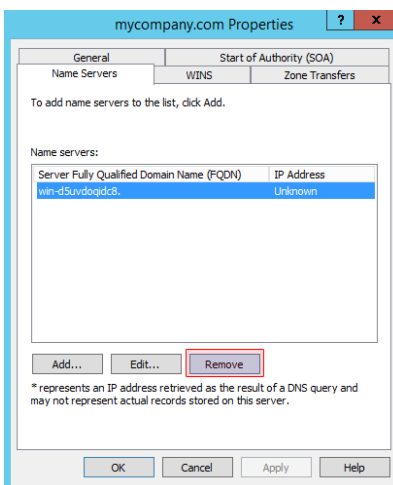 mycompany.com Properties ? x
General Start of Authority (SOA)
Name Servers WINS Zone Transfers
To add name servers to the list, click Add.
Name servers:
Server Fully Qualified Domain Name (FQDN) IP Address
win-d5uvdoqidc8. Unknown
Add... Edit... Remove
* represents an IP address retrieved as the result of a DNS query and
may not represent actual records stored on this server.
OK Cancel Apply Help